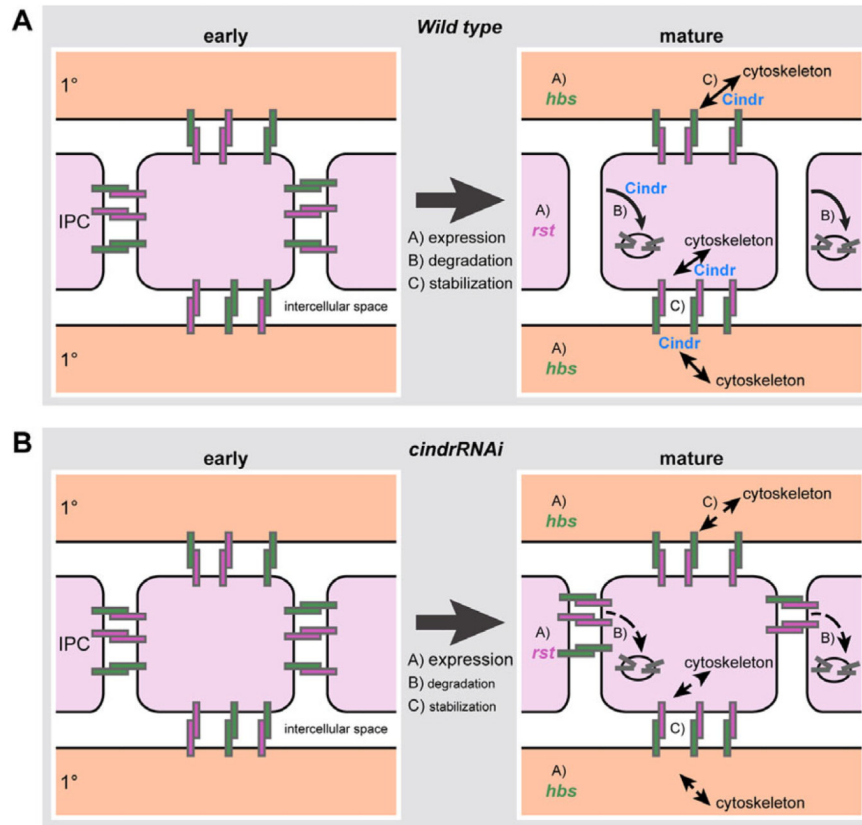 A
Wild type
early
mature
1°
IPC
intercellular space
1°
A) expression
B) degradation
C) stabilization
A)
hbs
C)
cytoskeleton
Cindr
A)
rst
Cindr
B)
B)
cytoskeleton
Cindr
C)
A)
hbs
Cindr
cytoskeleton
B
cindrRNAi
early
mature
1°
IPC
intercellular space
1°
A) expression
B) degradation
C) stabilization
A)
hbs
C)
cytoskeleton
A)
rst
B)
B)
cytoskeleton
C)
A)
hbs
cytoskeleton